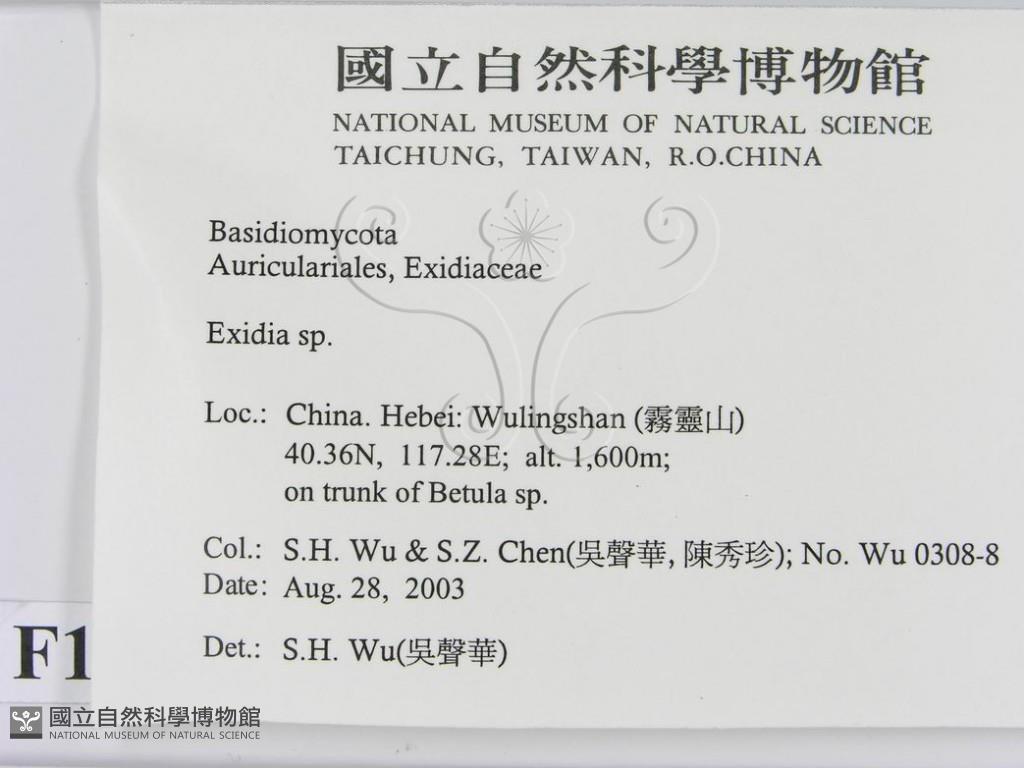 國立自然科學博物館
NATIONAL MUSEUM OF NATURAL SCIENCE
TAICHUNG, TAIWAN, R.O.CHINA
Basidiomycota
Auriculariales, Exidiaceae
Exidia sp.
Loc.: China. Hebei: Wulingshan (霧靈山)
40.36N, 117.28E; alt. 1,600m;
on trunk of Betula sp.
Col.: S.H. Wu & S.Z. Chen(吳聲華, 陳秀珍); No. Wu 0308-8
Date: Aug. 28, 2003
Det.: S.H. Wu(吳聲華)
F1
國立自然科學博物館
NATIONAL MUSEUM OF NATURAL SCIENCE